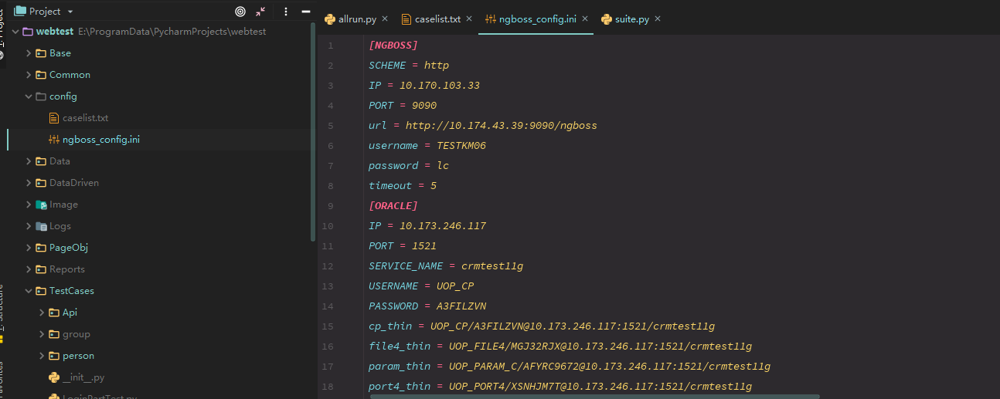 Project
allrun.py
caselist.txt
ngboss_config.ini
suite.py
webtest E:\ProgramData\PycharmProjects\webtest
Base
Common
config
caselist.txt
ngboss_config.ini
Data
DataDriven
Image
Logs
PageObj
Reports
TestCases
Api
group
person
__init__.py
LoginPartTest.py
1 [NGBOSS]
2 SCHEME = http
3 IP = 10.170.103.33
4 PORT = 9090
5 url = http://10.174.43.39:9090/ngboss
6 username = TESTKM06
7 password = lc
8 timeout = 5
9 [ORACLE]
10 IP = 10.173.246.117
11 PORT = 1521
12 SERVICE_NAME = crmtest11g
13 USERNAME = UOP_CP
14 PASSWORD = A3FILZVN
15 cp_thin = UOP_CP/A3FILZVN@10.173.246.117:1521/crmtest11g
16 file4_thin = UOP_FILE4/MGJ32RJX@10.173.246.117:1521/crmtest11g
17 param_thin = UOP_PARAM_C/AFYRC9672@10.173.246.117:1521/crmtest11g
18 port4_thin = UOP_PORT4/XSNHJM7T@10.173.246.117:1521/crmtest11g